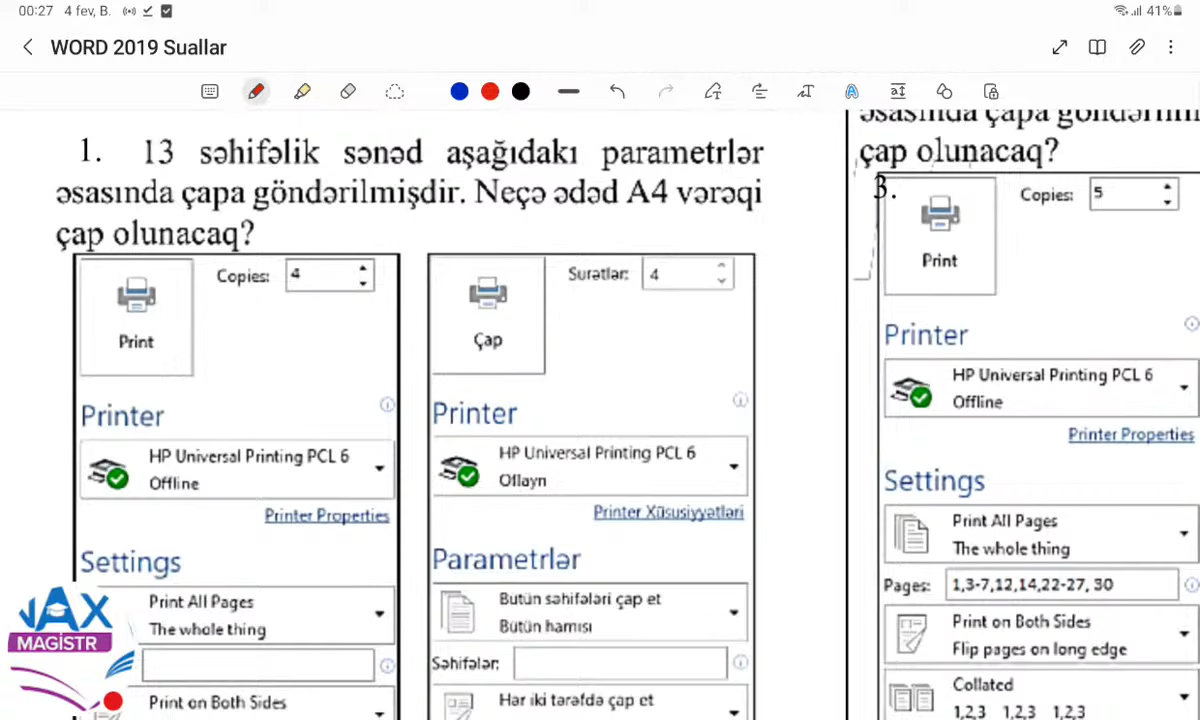 00:27 4 fev, B.
41%
WORD 2019 Suallar
1. 13 səhifəlik sənəd aşağıdakı parametrlər
əsasında çapa göndərilmişdir. Neçə ədəd A4 vərəqi
çap olunacaq?
Copies: 4
Print
Printer
HP Universal Printing PCL 6
Offline
Printer Properties
Settings
Print All Pages
The whole thing
Print on Both Sides
Surətlər: 4
Çap
Printer
HP Universal Printing PCL 6
Oflayn
Printer Xüsusiyyətləri
Parametrlər
Bütün səhifələri çap et
Bütün hamısı
Səhifələr:
Hər iki tərəfdə çap et
əsasında çapa
çap olunacaq?
3.
Copies: 5
Print
Printer
HP Universal Printing PCL 6
Offline
Printer Properties
Settings
Print All Pages
The whole thing
Pages: 1,3-7,12,14,22-27, 30
Print on Both Sides
Flip pages on long edge
Collated
1,2,3 1,2,3 1,2,3
JAX
MAGİSTR